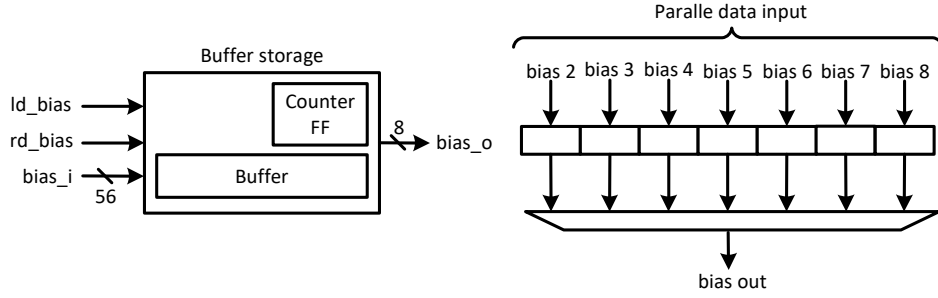 Buffer storage
ld_bias
rd_bias
bias_i
56
Counter
FF
Buffer
8
bias_o
Paralle data input
bias 2 bias 3 bias 4 bias 5 bias 6 bias 7 bias 8
bias out